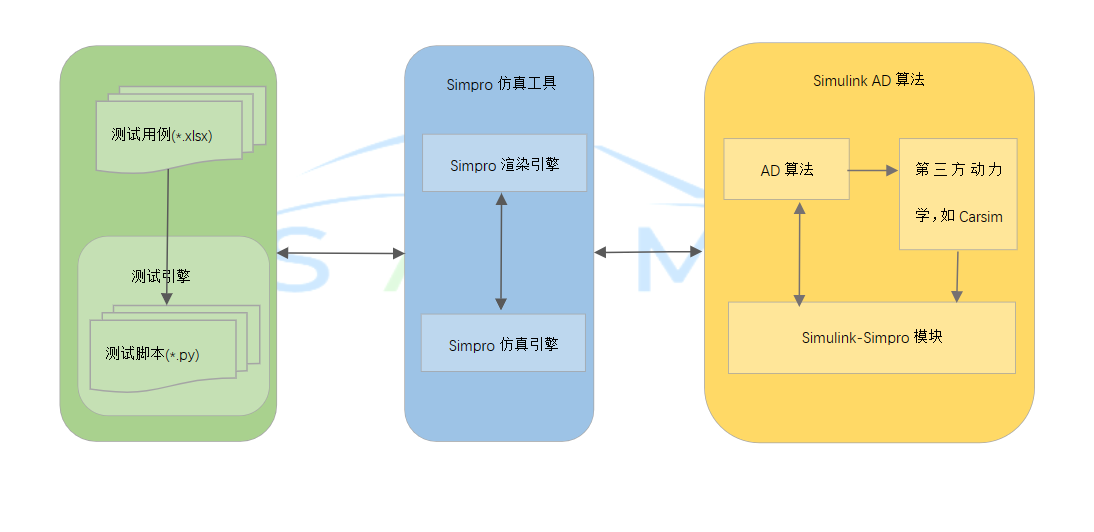 测试用例(*.xlsx)
测试引擎
测试脚本(*.py)
Simpro 仿真工具
Simpro 渲染引擎
Simpro 仿真引擎
Simulink AD 算法
AD 算法
第三方动力
学，如 Carsim
Simulink-Simpro 模块